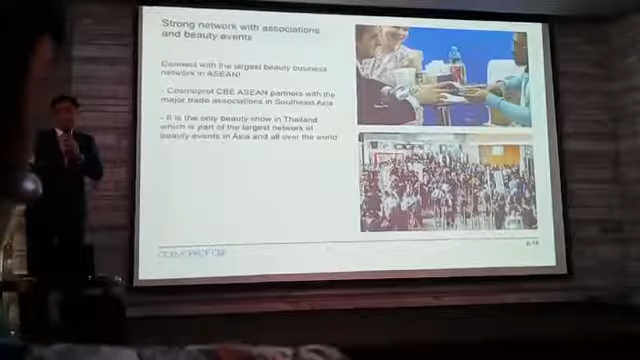 Strong network with associations
and beauty events
Connect with the largest beauty business
network in ASEAN!
- Cosmoprof CBE ASEAN partners with the
major trade associations in Southeast Asia
- It is the only beauty show in Thailand
which is part of the largest network of
beauty events in Asia and all over the world
COSMOPROF CBE